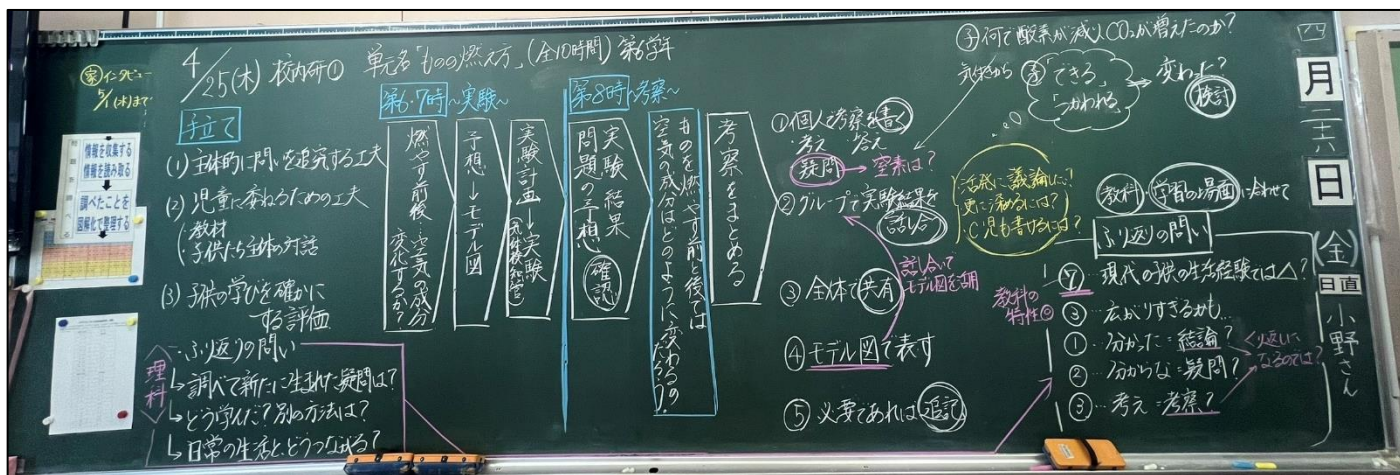 家 インタビュー
5/1(木)まで
4/25(木) 校内研① 単元名「ものの燃え方」(全10時間) 第6学年
手立て
(1) 主体的に問いを追究する工夫
(2) 児童に委ねるための工夫
・教材
・子供たち主体の対話
(3) 子供の学びを確かにする評価
・ふり返りの問い
理科
↳調べて新たに生まれた疑問は?
↳どう学んだ?別の方法は?
↳日常の生活と、どうつながる?
情報を収集する
情報を読み取る
調べたことを
図解化で整理する
第6・7時〜実験〜
燃やす前後 空気の成分 変化する?
予想→モデル図
実験計画→実験
(気体検知管)
第8時〜考察〜
実験結果
問題の予想 確認
ものを燃やす前と後では
空気の成分はどのように変わるのだろう?
考察をまとめる
①個人で考察を書く
・考え ・答え
疑問→窒素は?
②グループで実験結果を
話し合い
話し合いで
モデル図を活用
③全体で共有
④モデル図で表す
⑤必要であれば追記
・活発に議論した?
・更に深めるには?
・C児も書けるには?
子 何で酸素が減りCO₂が増えたのか?
気付きから
「できる」
「つかわれる」
変わった?
検討
教材 学習の場面に合わせて
ふり返りの問い
教科の
特性◎
現代の子供の生活経験では△?
③ 広がりすぎるかも…
① …分かった=結論?
② …分からない=疑問?
③ …考え=考察?
くり返しに
なるのでは?
四
月
二六
日
(金)
日直
小野さん